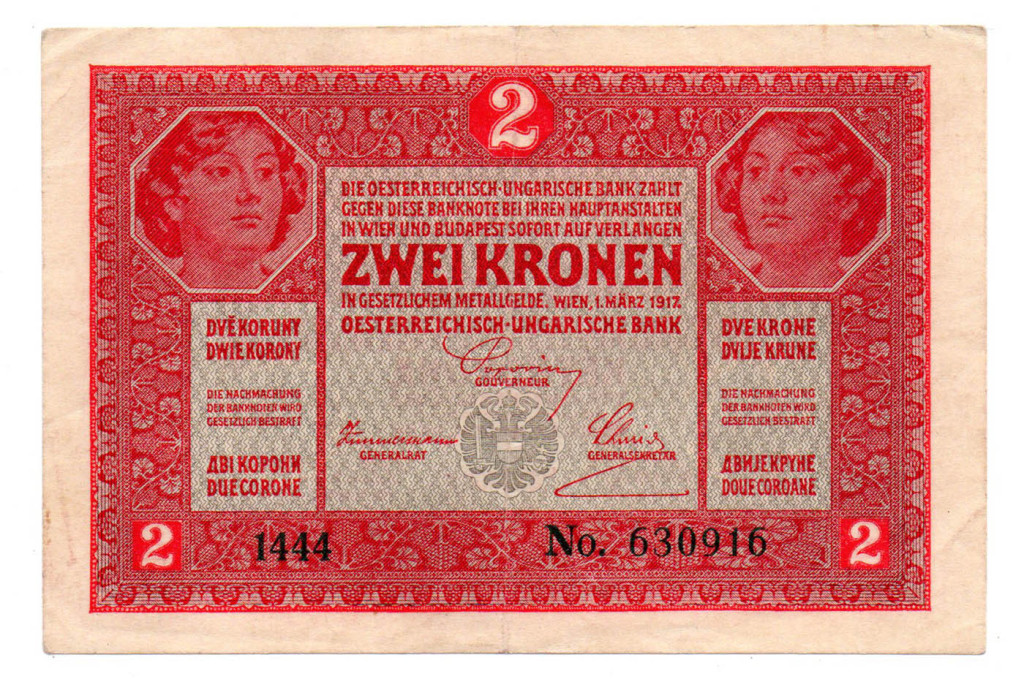 2
DIE OESTERREICHISCH-UNGARISCHE BANK ZAHLT
GEGEN DIESE BANKNOTE BEI IHREN HAUPTANSTALTEN
IN WIEN UND BUDAPEST SOFORT AUF VERLANGEN
ZWEI KRONEN
IN GESETZLICHEM METALLGELDE. WIEN, 1. MÄRZ 1917.
OESTERREICHISCH-UNGARISCHE BANK
Popovics
GOUVERNEUR
Zimmermann
GENERALRAT
Schmid
GENERALSEKRETÄR
DVĚ KORUNY
DWIE KORONY
DIE NACHMACHUNG
DER BANKNOTEN WIRD
GESETZLICH BESTRAFT
ДВІ КОРОНИ
DUE CORONE
DVE KRONE
DVIJE KRUNE
DIE NACHMACHUNG
DER BANKNOTEN WIRD
GESETZLICH BESTRAFT
ДВИЈЕ КРУНЕ
DOUE COROANE
2
1444
No. 630916
2